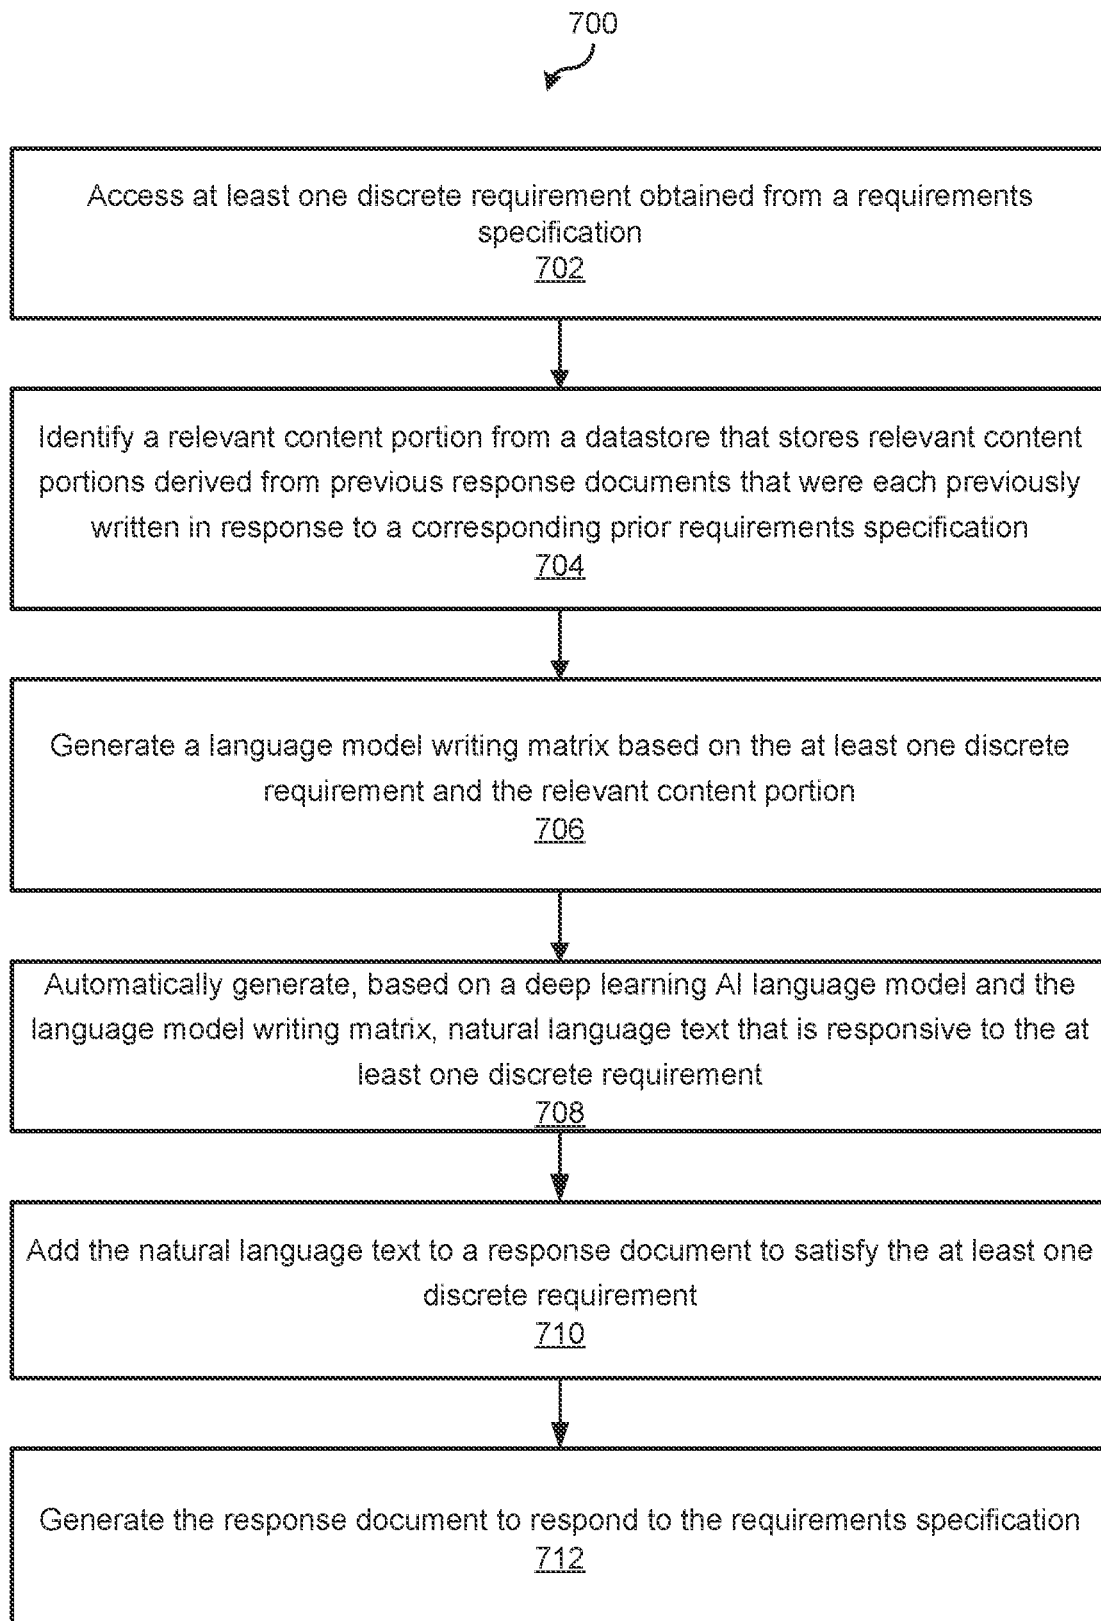 700
Access at least one discrete requirement obtained from a requirements
specification
702
Identify a relevant content portion from a datastore that stores relevant content
portions derived from previous response documents that were each previously
written in response to a corresponding prior requirements specification
704
Generate a language model writing matrix based on the at least one discrete
requirement and the relevant content portion
706
Automatically generate, based on a deep learning AI language model and the
language model writing matrix, natural language text that is responsive to the at
least one discrete requirement
708
Add the natural language text to a response document to satisfy the at least one
discrete requirement
710
Generate the response document to respond to the requirements specification
712